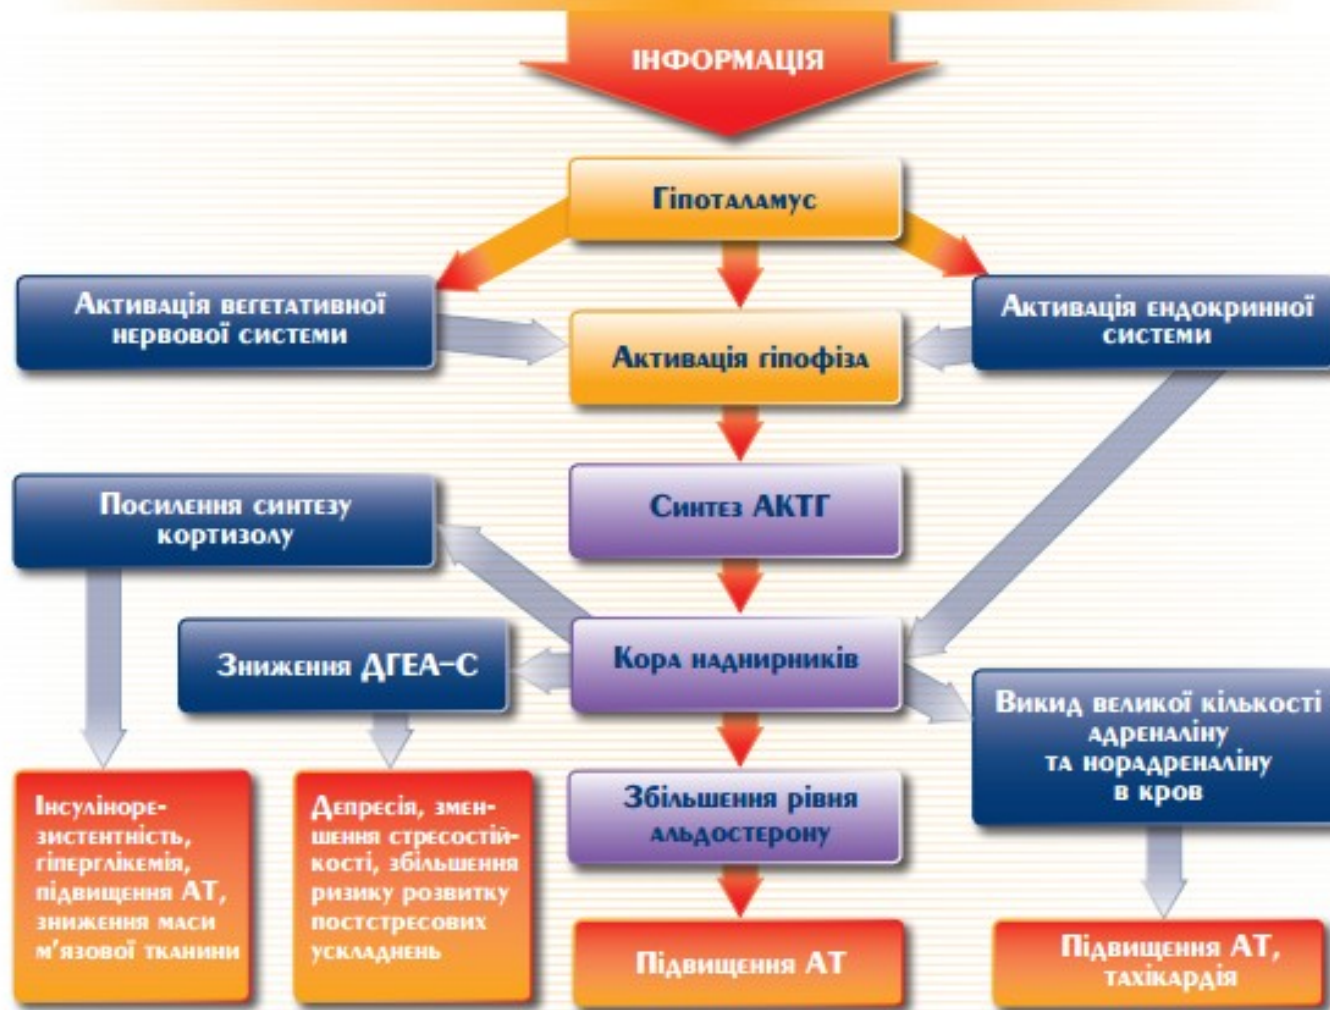 ІНФОРМАЦІЯ
Гіпоталамус
Активація вегетативної
нервової системи
Активація ендокринної
системи
Активація гіпофіза
Посилення синтезу
кортизолу
Синтез АКТГ
Зниження ДГЕА–С
Кора наднирників
Викид великої кількості
адреналіну
та норадреналіну
в кров
Інсуліноре-
зистентність,
гіперглікемія,
підвищення АТ,
зниження маси
м’язової тканини
Депресія, змен-
шення стресостій-
кості, збільшення
ризику розвитку
постстресових
ускладнень
Збільшення рівня
альдостерону
Підвищення АТ
Підвищення АТ,
тахікардія